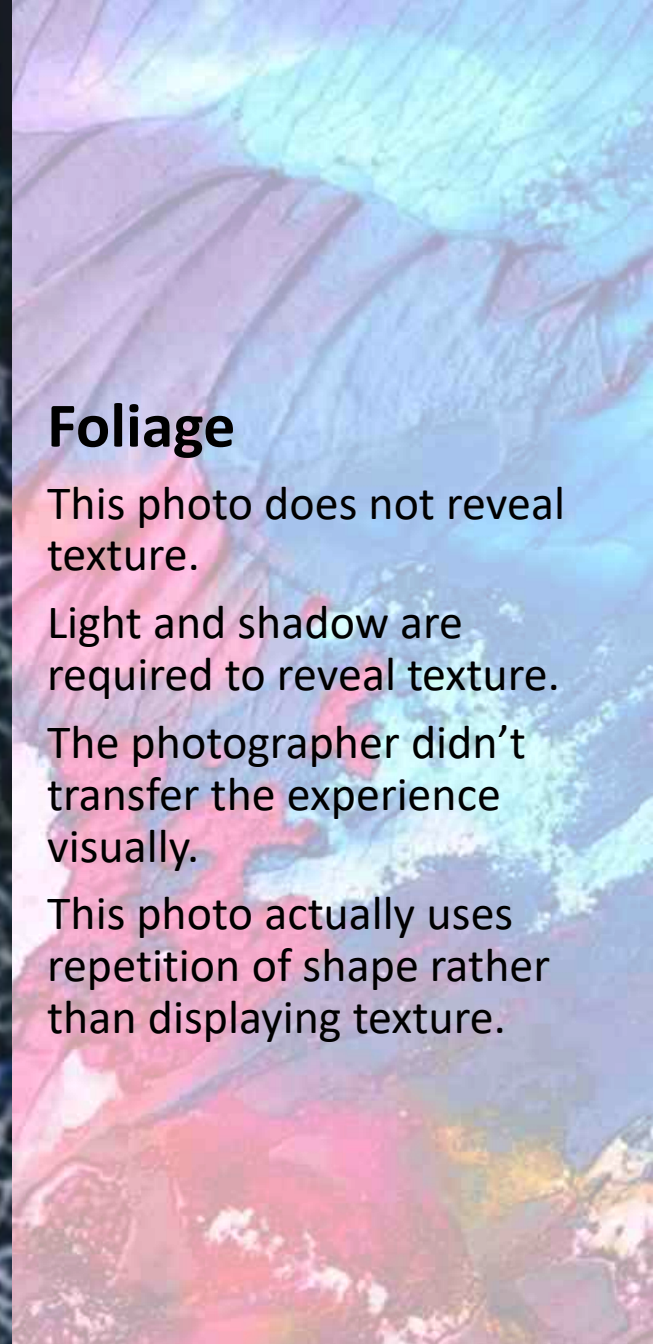 Foliage
This photo does not reveal
texture.
Light and shadow are
required to reveal texture.
The photographer didn’t
transfer the experience
visually.
This photo actually uses
repetition of shape rather
than displaying texture.